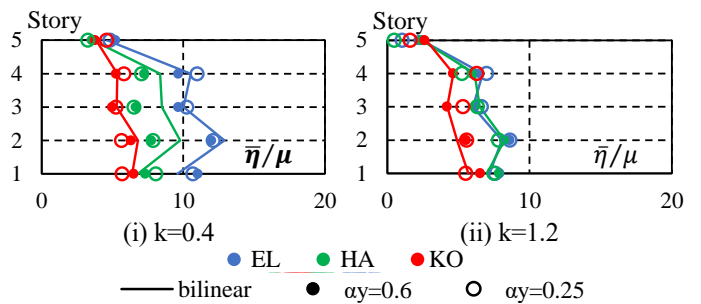 Story
5
4
3
2
1
0 10 20
η̅/μ
(i) k=0.4
5
4
3
2
1
0 10 20
η̅/μ
(ii) k=1.2
EL HA KO
bilinear αy=0.6 αy=0.25